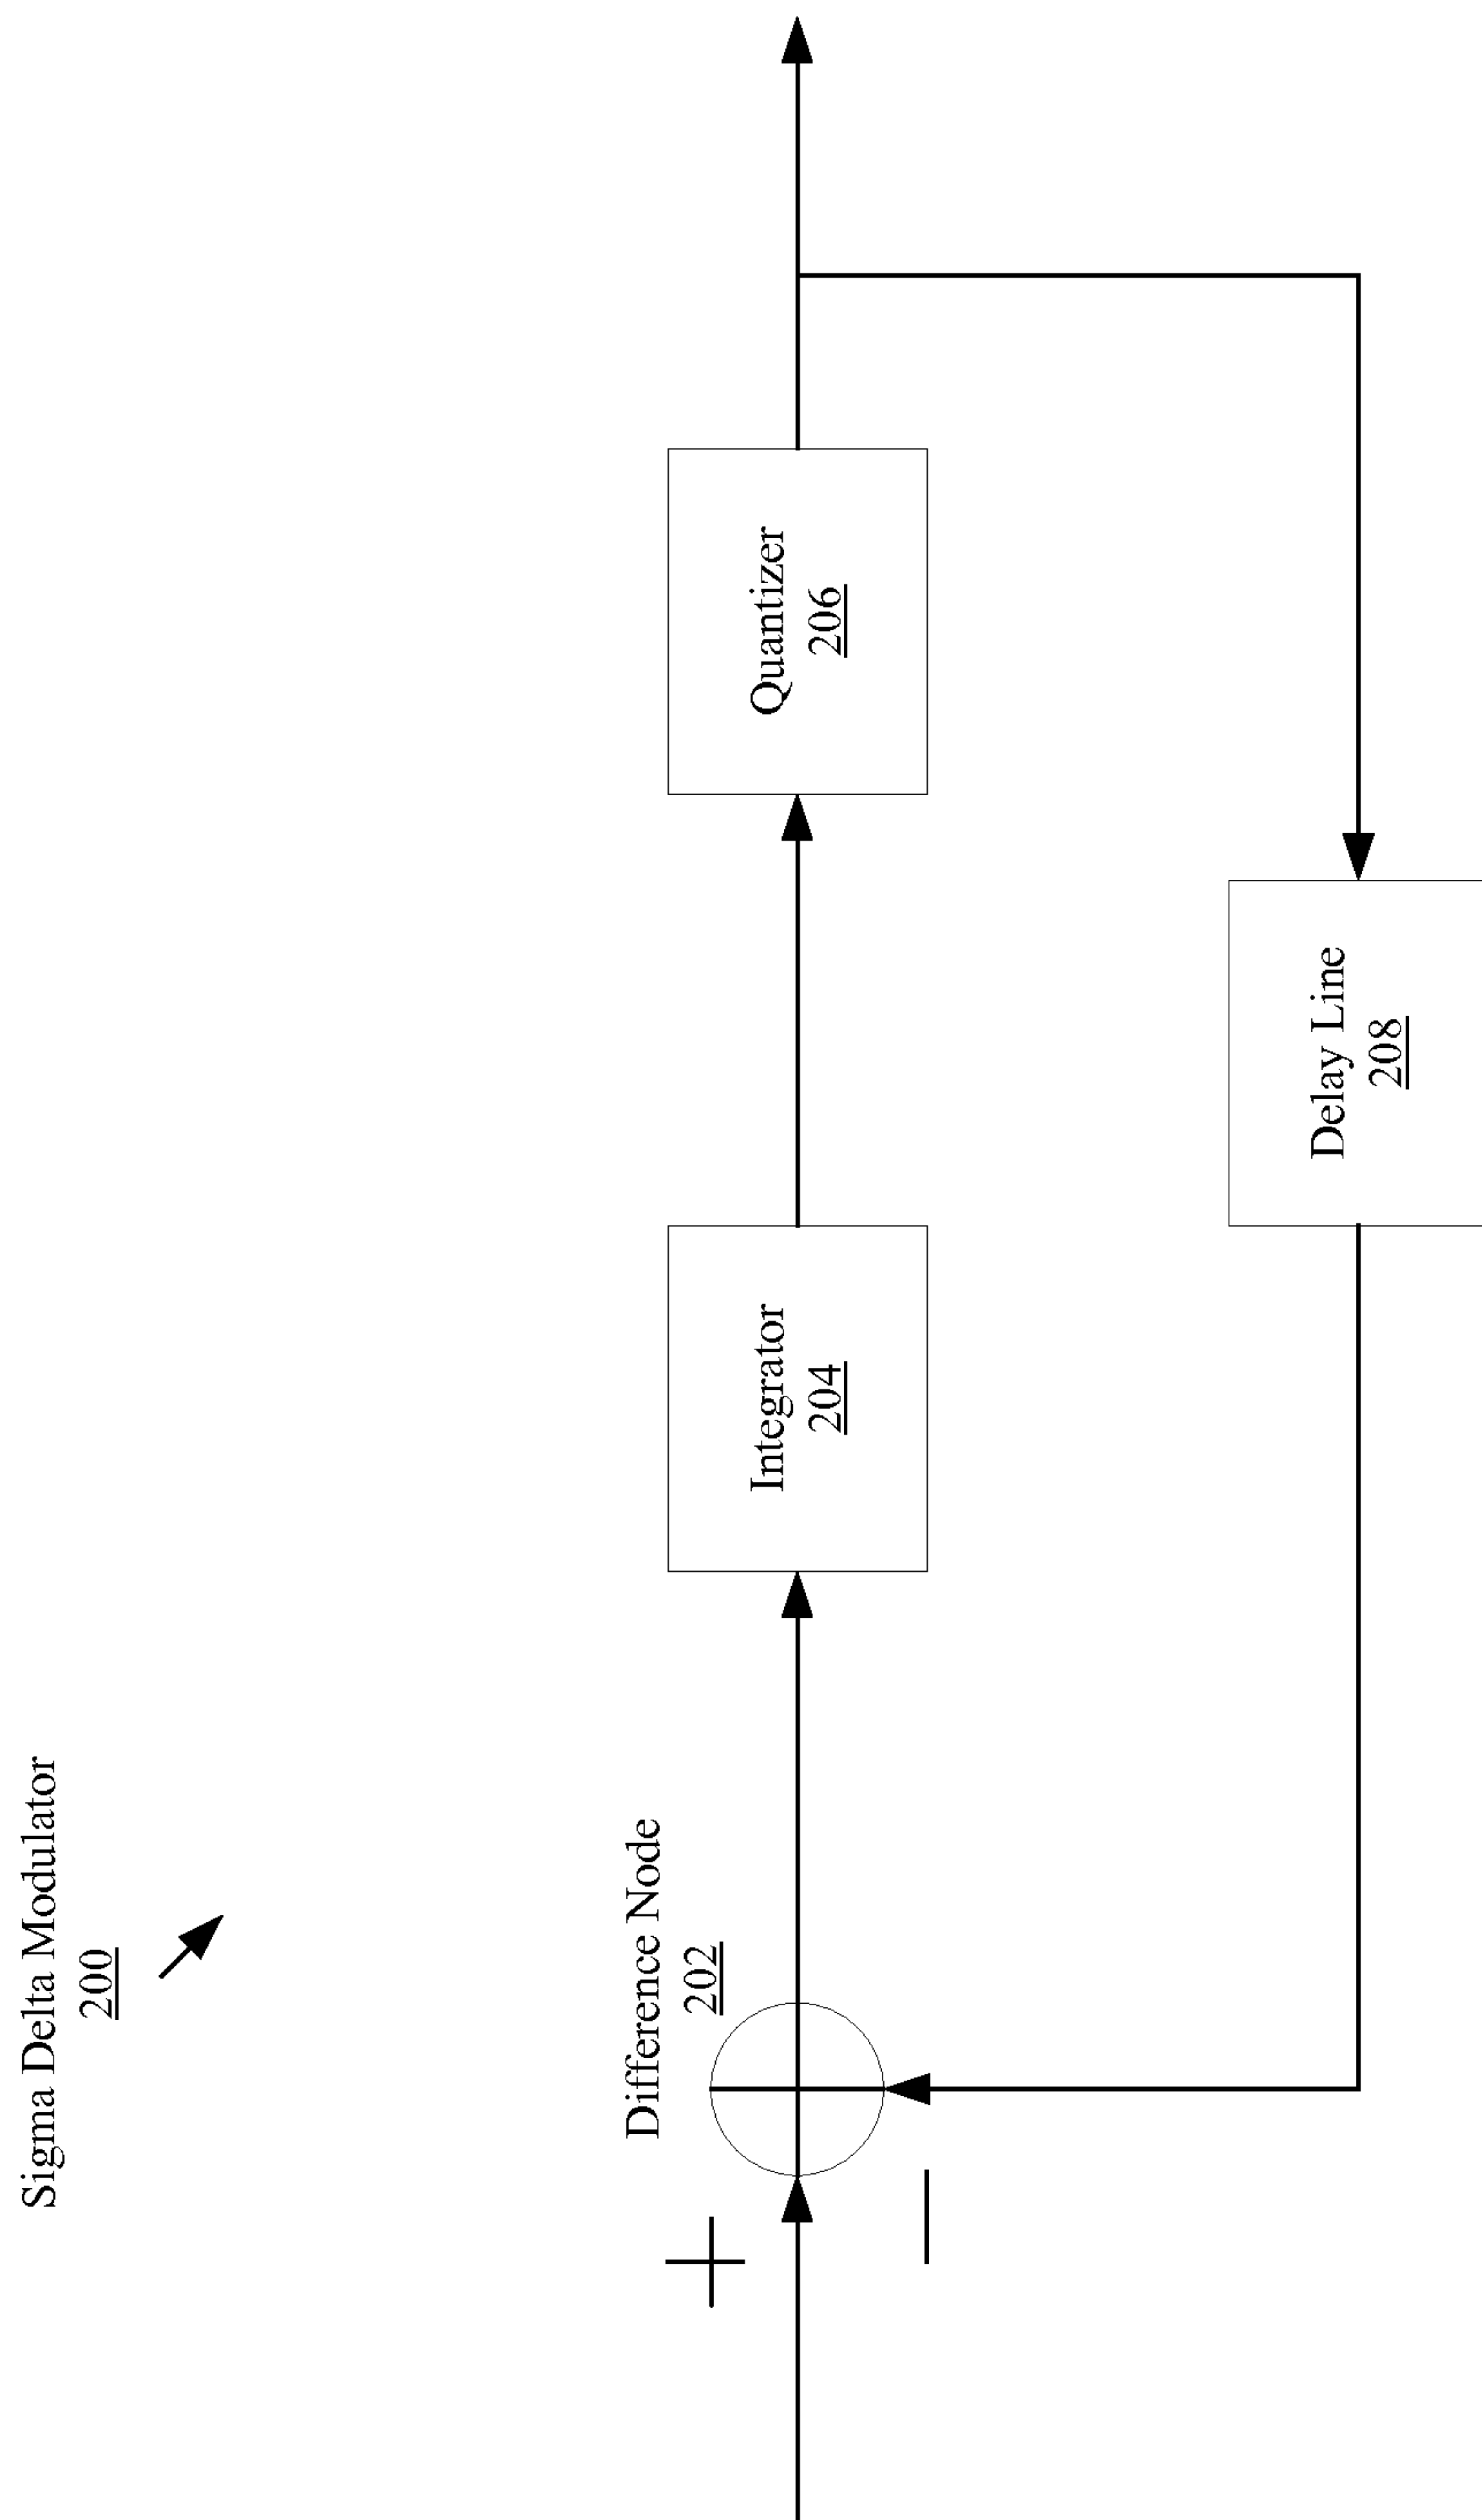 Sigma Delta Modulator
200
Difference Node
202
+
−
Integrator
204
Quantizer
206
Delay Line
208